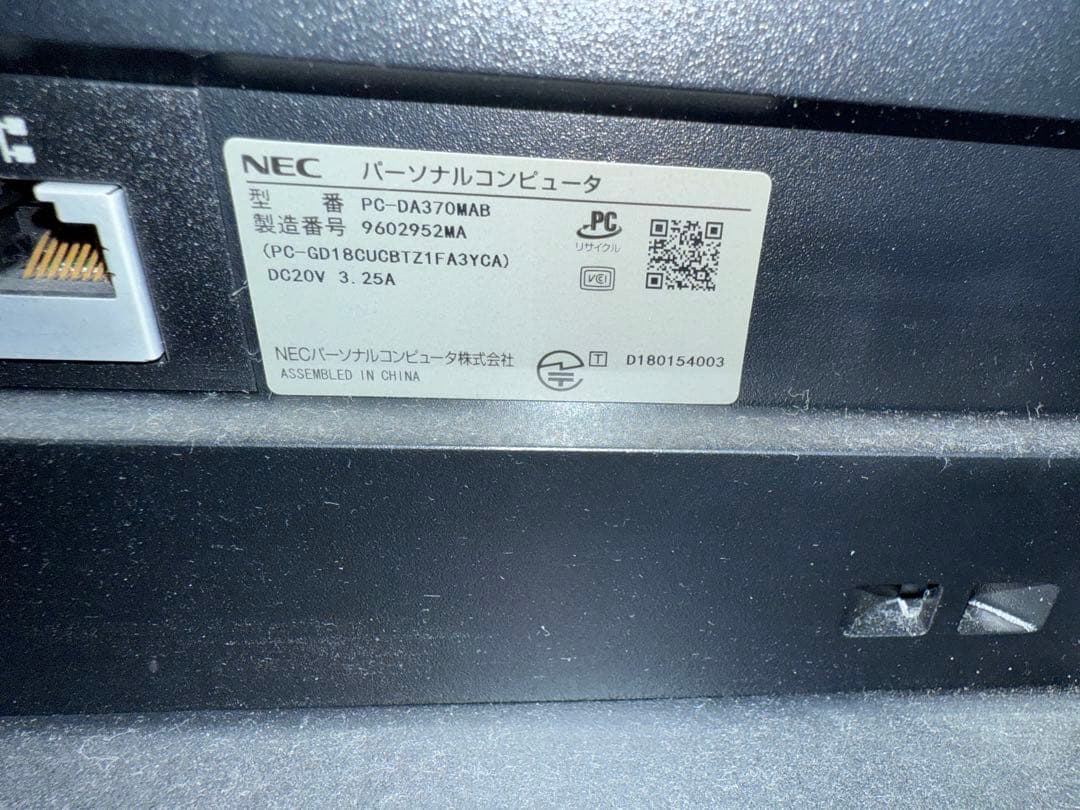 NEC パーソナルコンピュータ
型 番 PC-DA370MAB
製造番号 9602952MA
(PC-GD18CUCBTZ1FA3YCA)
DC20V 3.25A
PC
リサイクル
VCI
NECパーソナルコンピュータ株式会社
ASSEMBLED IN CHINA
T D180154003